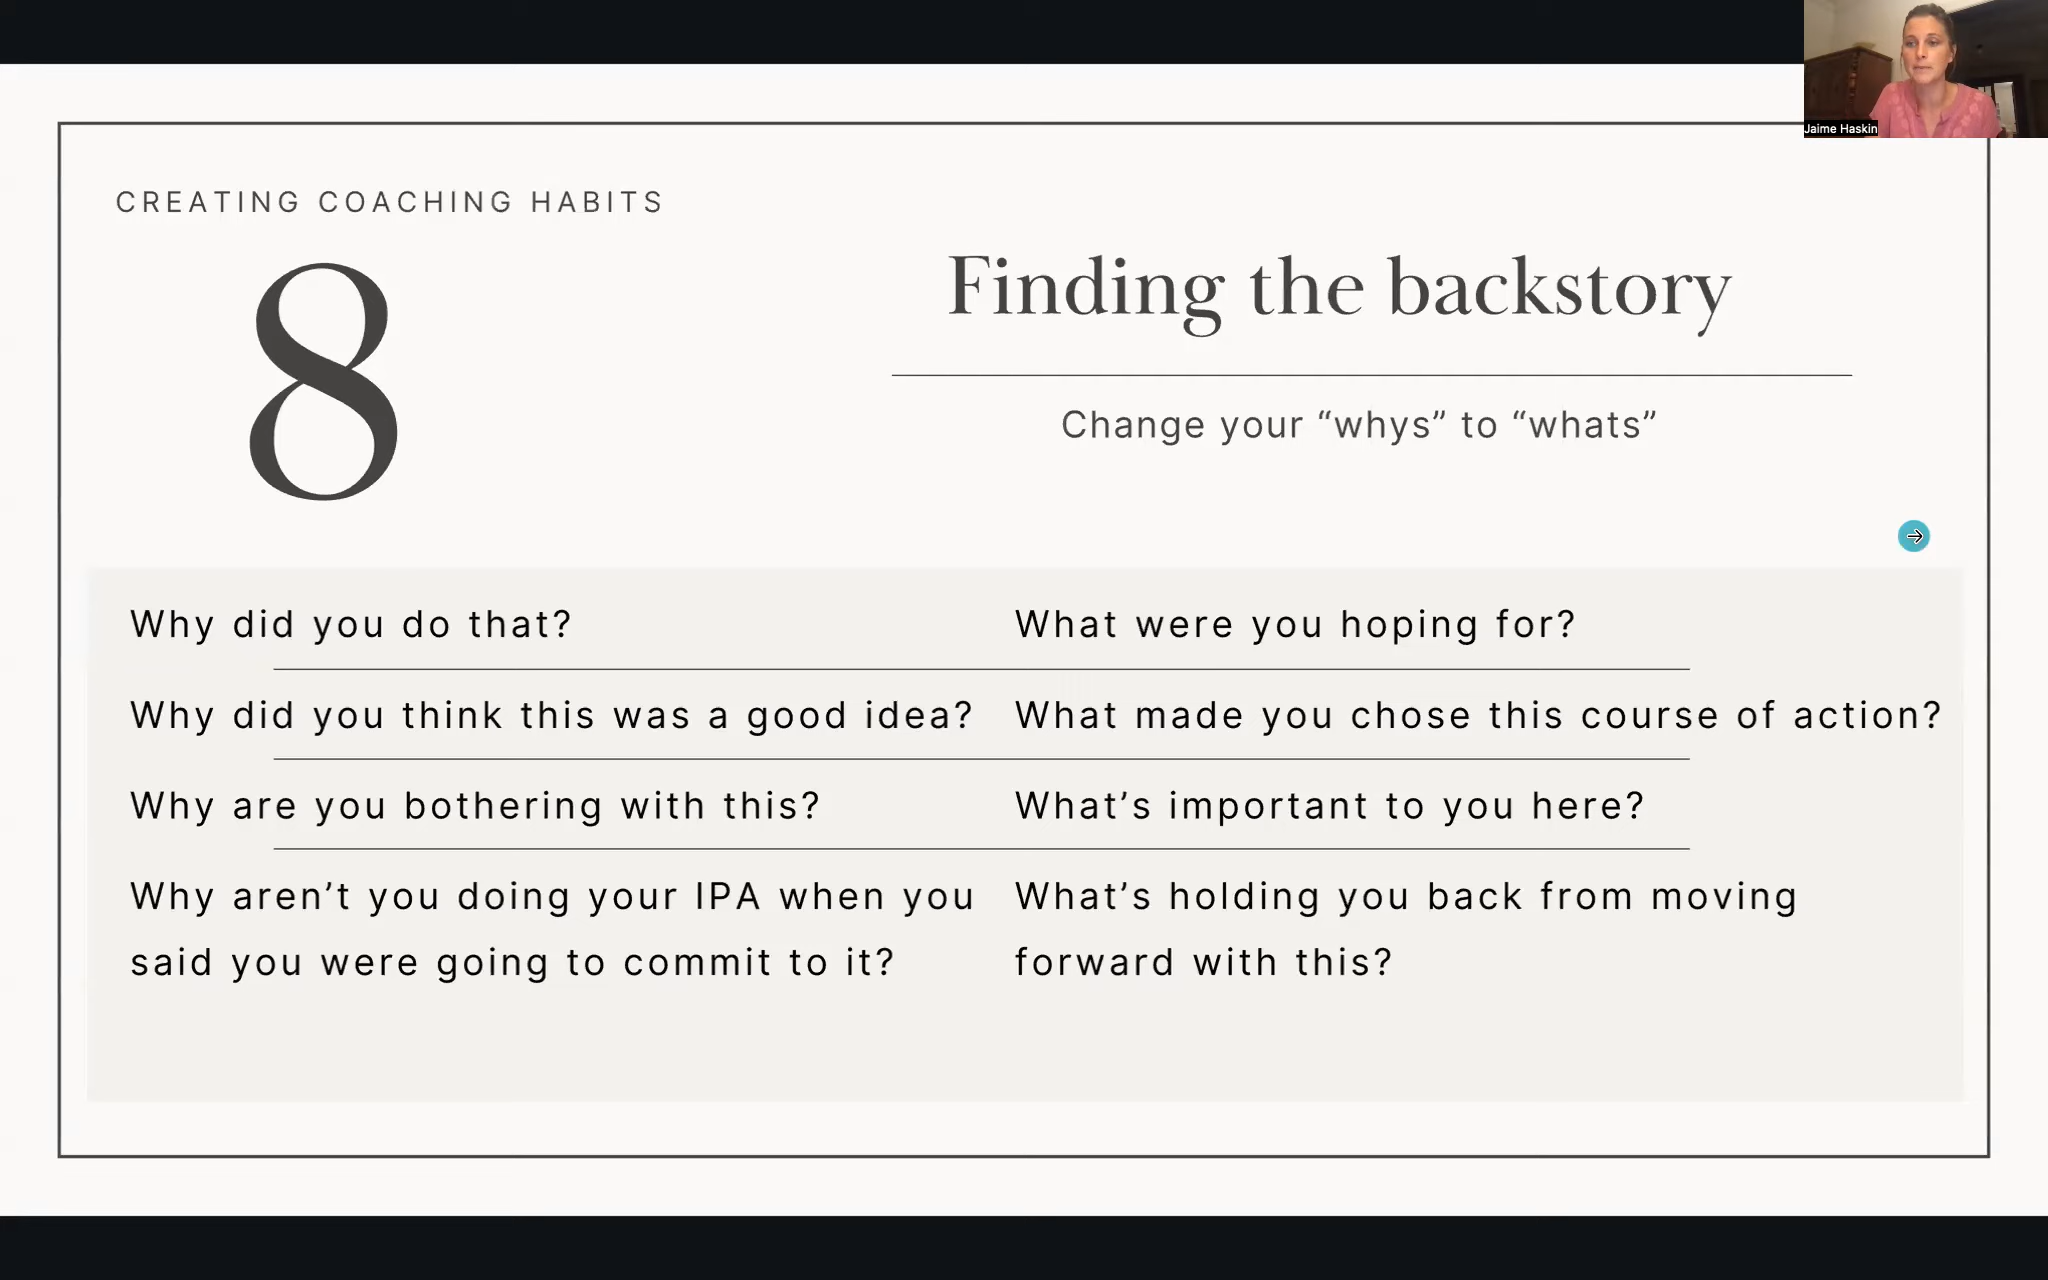 Jaime Haskin
CREATING COACHING HABITS
8
Finding the backstory
Change your “whys” to “whats”
Why did you do that?
What were you hoping for?
Why did you think this was a good idea?
What made you chose this course of action?
Why are you bothering with this?
What’s important to you here?
Why aren’t you doing your IPA when you
said you were going to commit to it?
What’s holding you back from moving
forward with this?